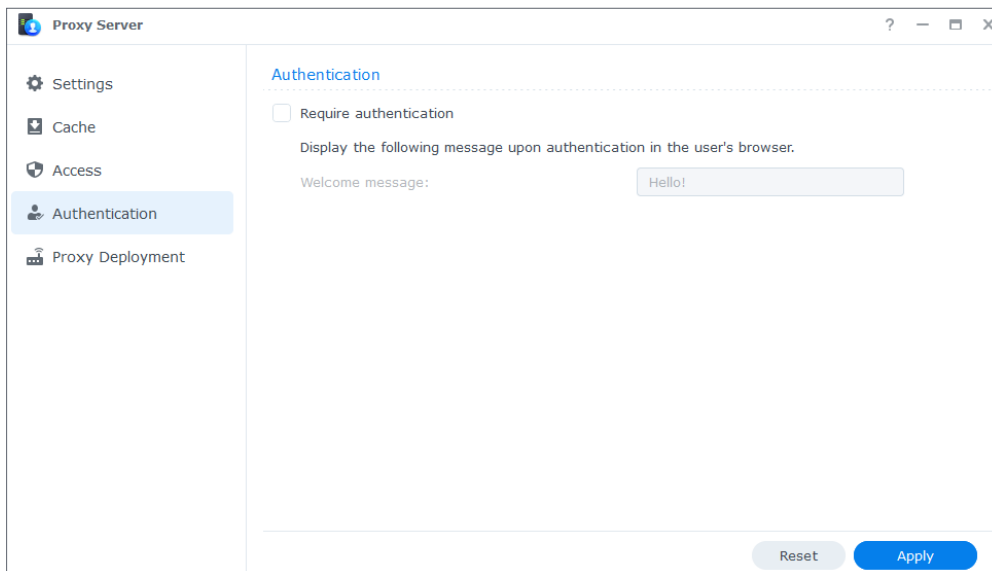 Proxy Server
Settings
Cache
Access
Authentication
Proxy Deployment
Authentication
Require authentication
Display the following message upon authentication in the user's browser.
Welcome message: Hello!
Reset Apply